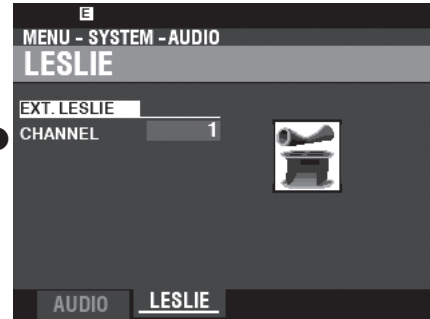 E
MENU - SYSTEM - AUDIO
LESLIE
EXT. LESLIE
CHANNEL 1
AUDIO LESLIE